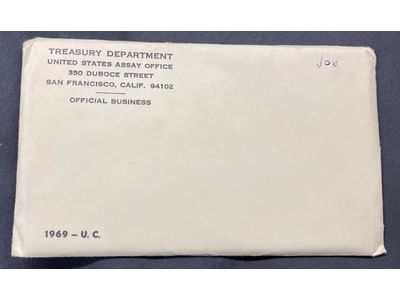 TREASURY DEPARTMENT
UNITED STATES ASSAY OFFICE
350 DUBOCE STREET
SAN FRANCISCO, CALIF. 94102
OFFICIAL BUSINESS
1969 – U. C.